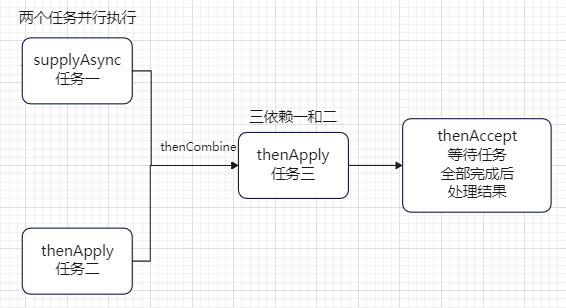 两个任务并行执行
supplyAsync
任务一
三依赖一和二
thenCombine
thenApply
任务三
thenAccept
等待任务
全部完成后
处理结果
thenApply
任务二